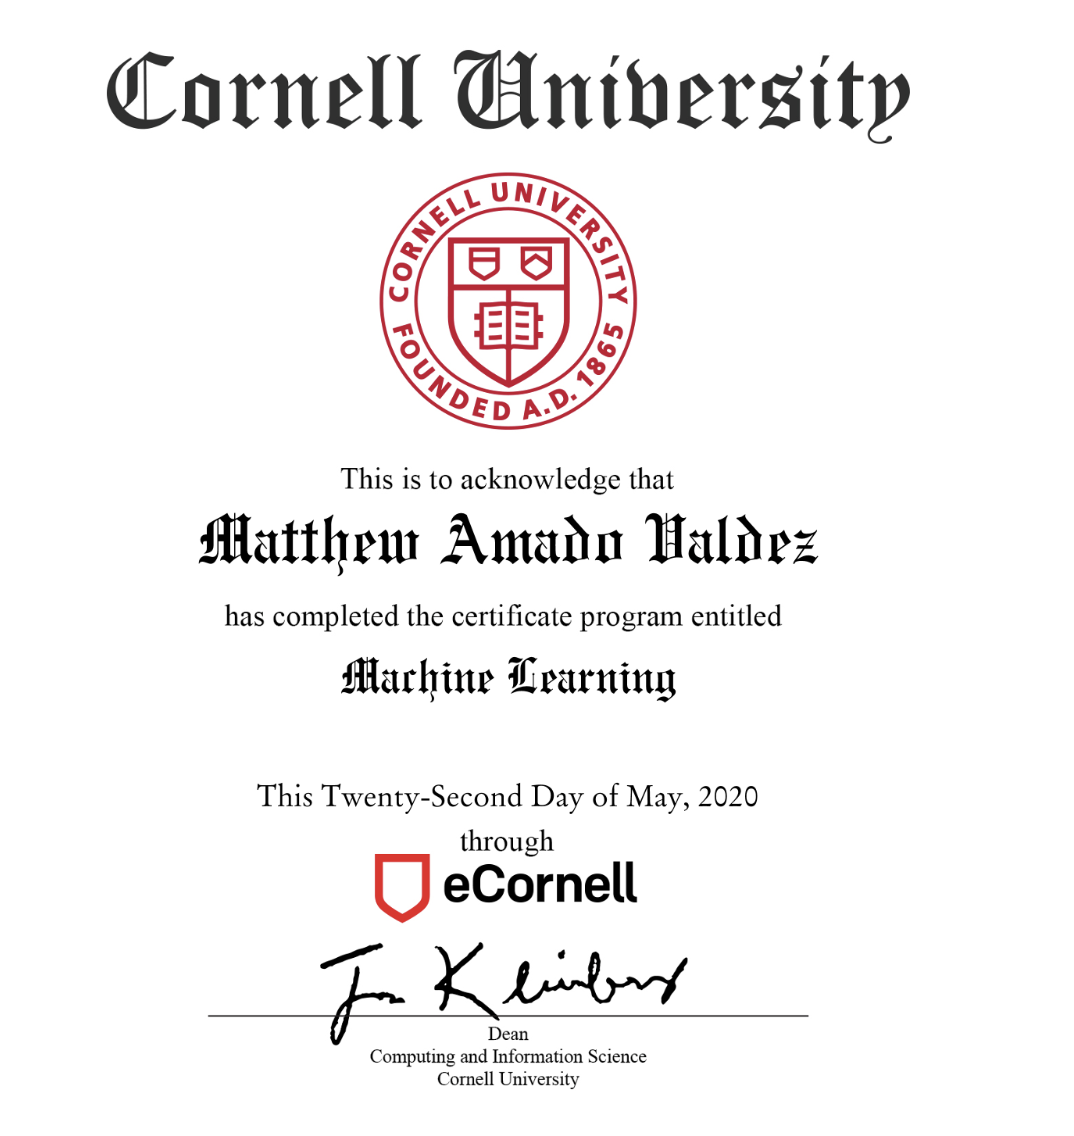 Cornell University
CORNELL UNIVERSITY
FOUNDED A.D. 1865
This is to acknowledge that
Matthew Amado Valdez
has completed the certificate program entitled
Machine Learning
This Twenty-Second Day of May, 2020
through
eCornell
Jon Kleinberg
Dean
Computing and Information Science
Cornell University